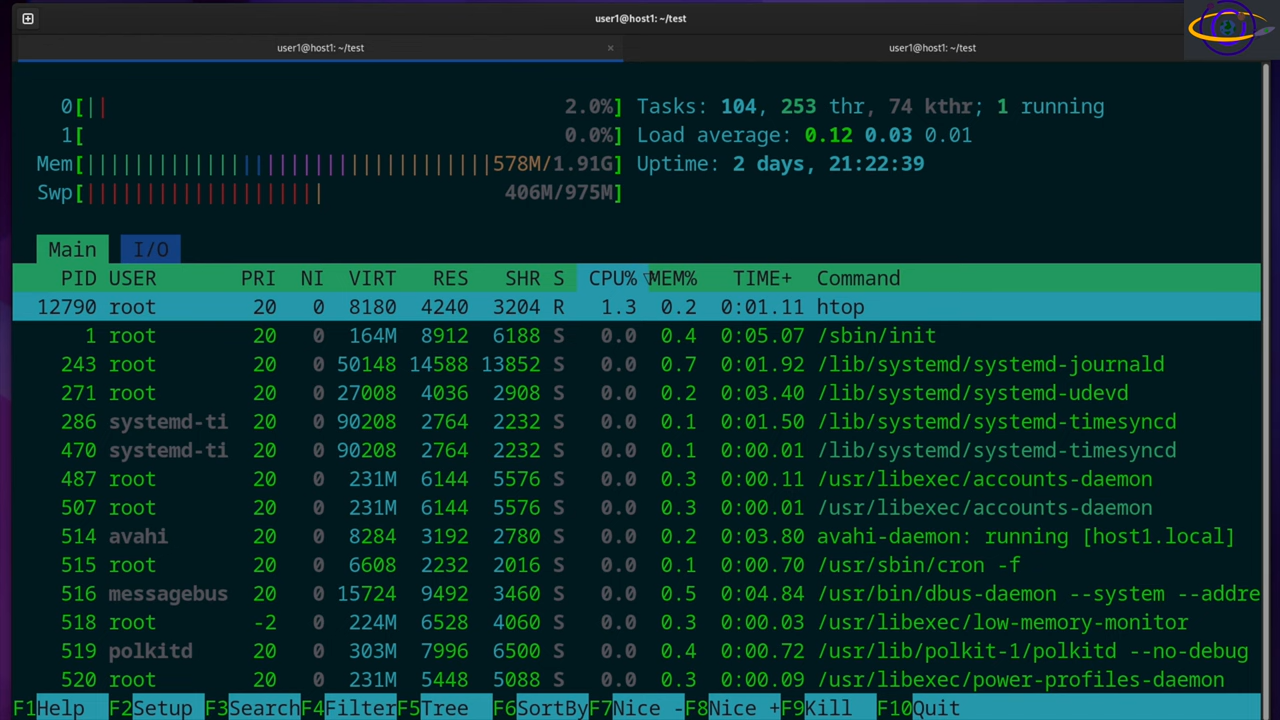 user1@host1: ~/test
user1@host1: ~/test × user1@host1: ~/test
0[|| 2.0%] Tasks: 104, 253 thr, 74 kthr; 1 running
1[ 0.0%] Load average: 0.12 0.03 0.01
Mem[||||||||||||||||||||||||||||||||||578M/1.91G] Uptime: 2 days, 21:22:39
Swp[|||||||||||||||||||| 406M/975M]
Main I/O
PID USER PRI NI VIRT RES SHR S CPU%▽MEM% TIME+ Command
12790 root 20 0 8180 4240 3204 R 1.3 0.2 0:01.11 htop
1 root 20 0 164M 8912 6188 S 0.0 0.4 0:05.07 /sbin/init
243 root 20 0 50148 14588 13852 S 0.0 0.7 0:01.92 /lib/systemd/systemd-journald
271 root 20 0 27008 4036 2908 S 0.0 0.2 0:03.40 /lib/systemd/systemd-udevd
286 systemd-ti 20 0 90208 2764 2232 S 0.0 0.1 0:01.50 /lib/systemd/systemd-timesyncd
470 systemd-ti 20 0 90208 2764 2232 S 0.0 0.1 0:00.01 /lib/systemd/systemd-timesyncd
487 root 20 0 231M 6144 5576 S 0.0 0.3 0:00.11 /usr/libexec/accounts-daemon
507 root 20 0 231M 6144 5576 S 0.0 0.3 0:00.01 /usr/libexec/accounts-daemon
514 avahi 20 0 8284 3192 2780 S 0.0 0.2 0:03.80 avahi-daemon: running [host1.local]
515 root 20 0 6608 2232 2016 S 0.0 0.1 0:00.70 /usr/sbin/cron -f
516 messagebus 20 0 15724 9492 3460 S 0.0 0.5 0:04.84 /usr/bin/dbus-daemon --system --addre
518 root -2 0 224M 6528 4060 S 0.0 0.3 0:00.03 /usr/libexec/low-memory-monitor
519 polkitd 20 0 303M 7996 6500 S 0.0 0.4 0:00.72 /usr/lib/polkit-1/polkitd --no-debug
520 root 20 0 231M 5448 5088 S 0.0 0.3 0:00.09 /usr/libexec/power-profiles-daemon
F1Help F2Setup F3SearchF4FilterF5Tree F6SortByF7Nice -F8Nice +F9Kill F10Quit